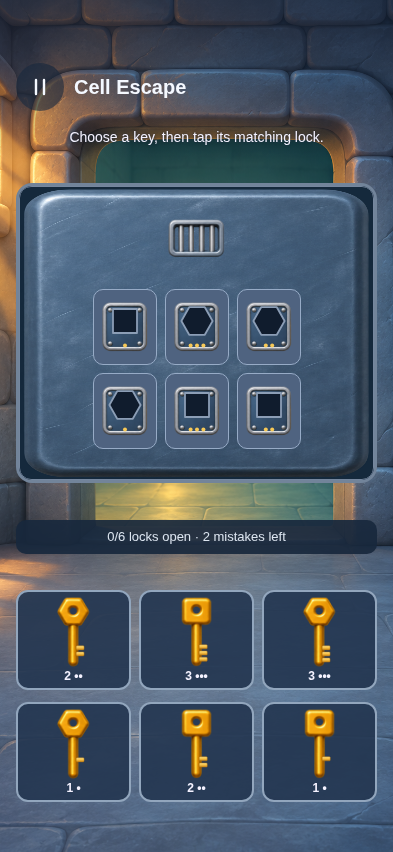 Cell Escape
Choose a key, then tap its matching lock.
0/6 locks open · 2 mistakes left
2 ••
3 •••
3 •••
1 •
2 ••
1 •